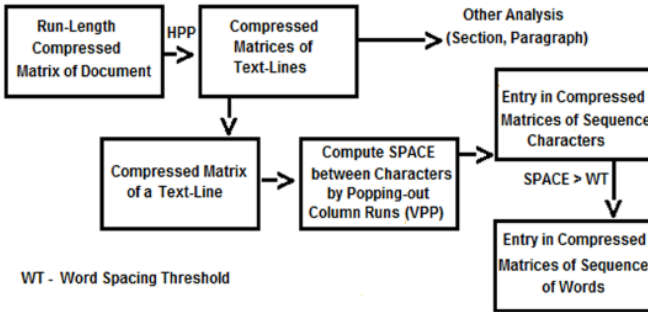 Run-Length
Compressed
Matrix of Document
HPP
Compressed
Matrices of
Text-Lines
Other Analysis
(Section, Paragraph)
Compressed Matrix
of a Text-Line
Compute SPACE
between Characters
by Popping-out
Column Runs (VPP)
Entry in Compressed
Matrices of Sequence
Characters
SPACE > WT
Entry in Compressed
Matrices of Sequence
of Words
WT - Word Spacing Threshold